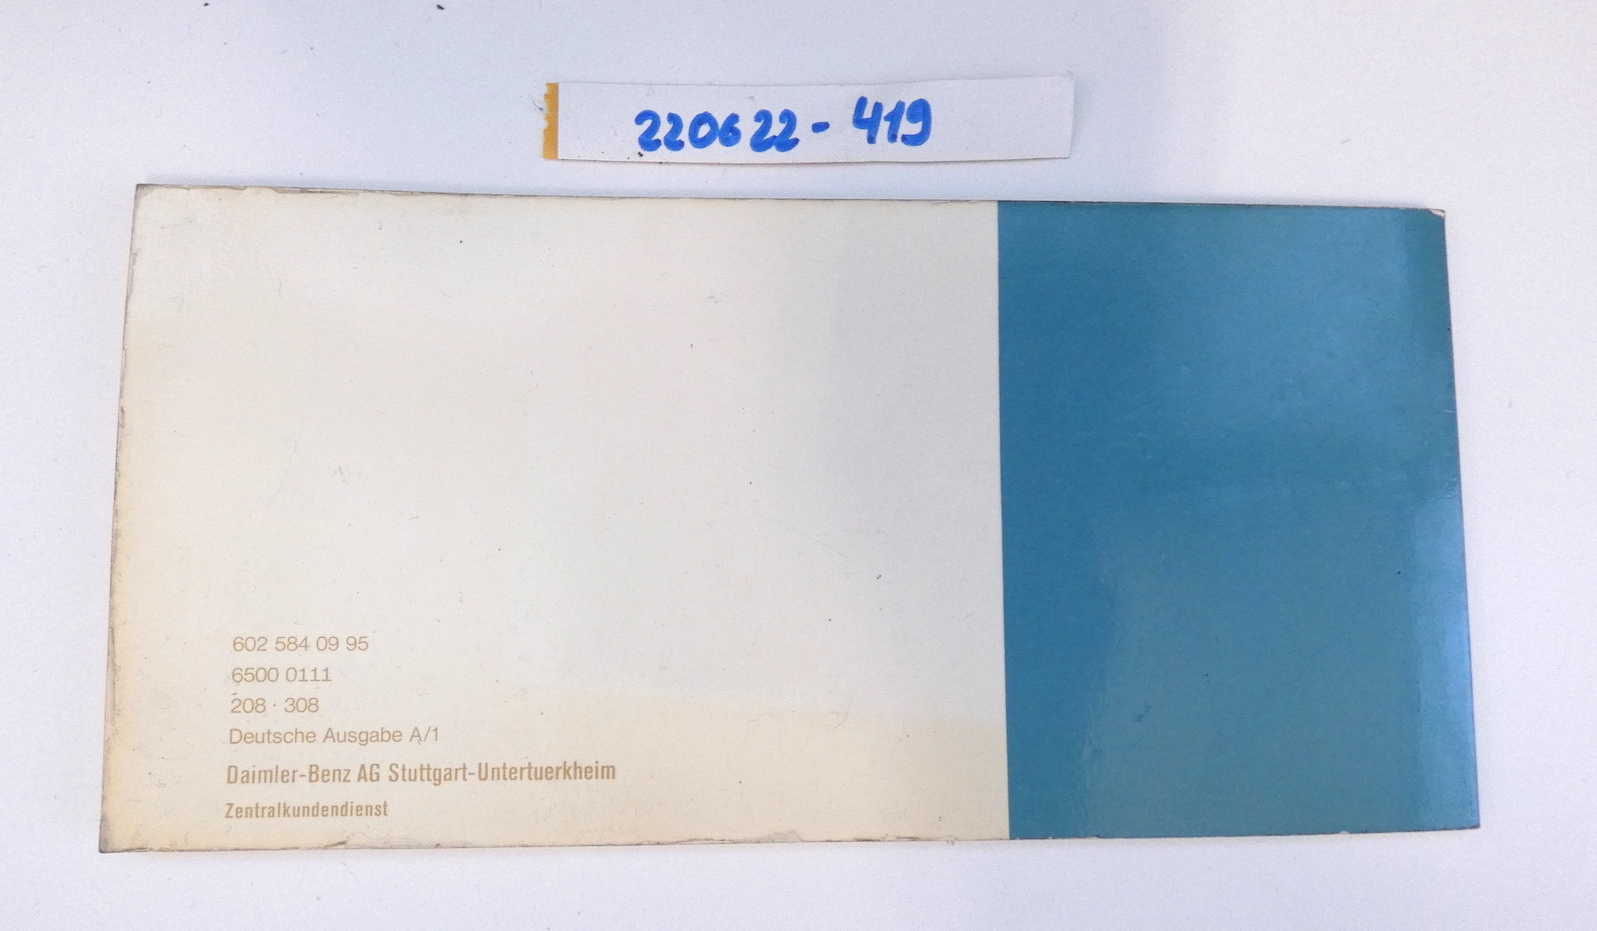 220622-419
602 584 09 95
6500 0111
208 · 308
Deutsche Ausgabe A/1
Daimler-Benz AG Stuttgart-Untertuerkheim
Zentralkundendienst